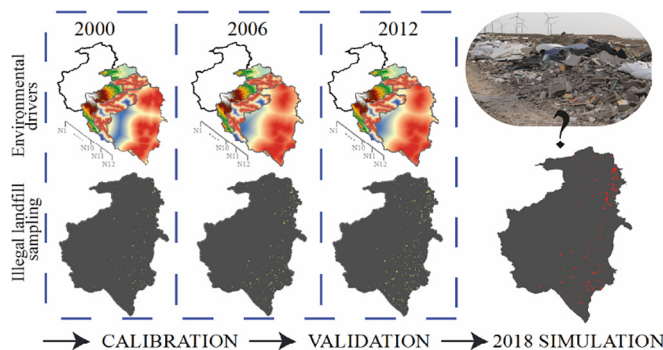 2000 2006 2012
Environmental
drivers
N1
N10
N11
N12
N1
N10
N11
N12
N1
N10
N11
N12
?
Illegal landfill
sampling
CALIBRATION VALIDATION 2018 SIMULATION